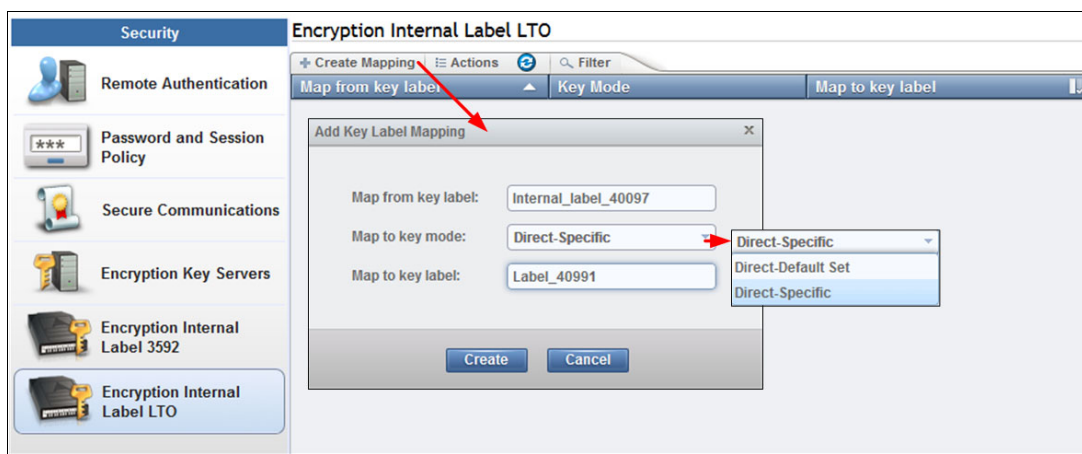 Security
Remote Authentication
***
Password and Session
Policy
Secure Communications
Encryption Key Servers
Encryption Internal
Label 3592
Encryption Internal
Label LTO
Encryption Internal Label LTO
Create Mapping Actions Filter
Map from key label Key Mode Map to key label
Add Key Label Mapping x
Map from key label: Internal_label_40097
Map to key mode: Direct-Specific
Map to key label: Label_40991
Create Cancel
Direct-Specific
Direct-Default Set
Direct-Specific